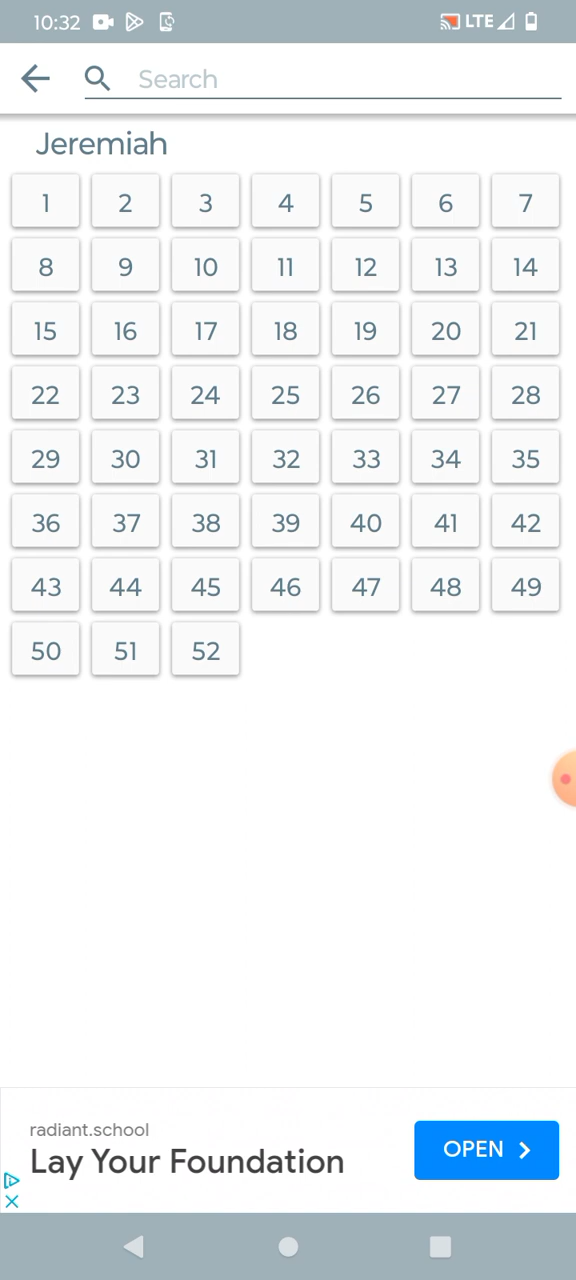 10:32 LTE
Search
Jeremiah
1 2 3 4 5 6 7
8 9 10 11 12 13 14
15 16 17 18 19 20 21
22 23 24 25 26 27 28
29 30 31 32 33 34 35
36 37 38 39 40 41 42
43 44 45 46 47 48 49
50 51 52
radiant.school
Lay Your Foundation
OPEN